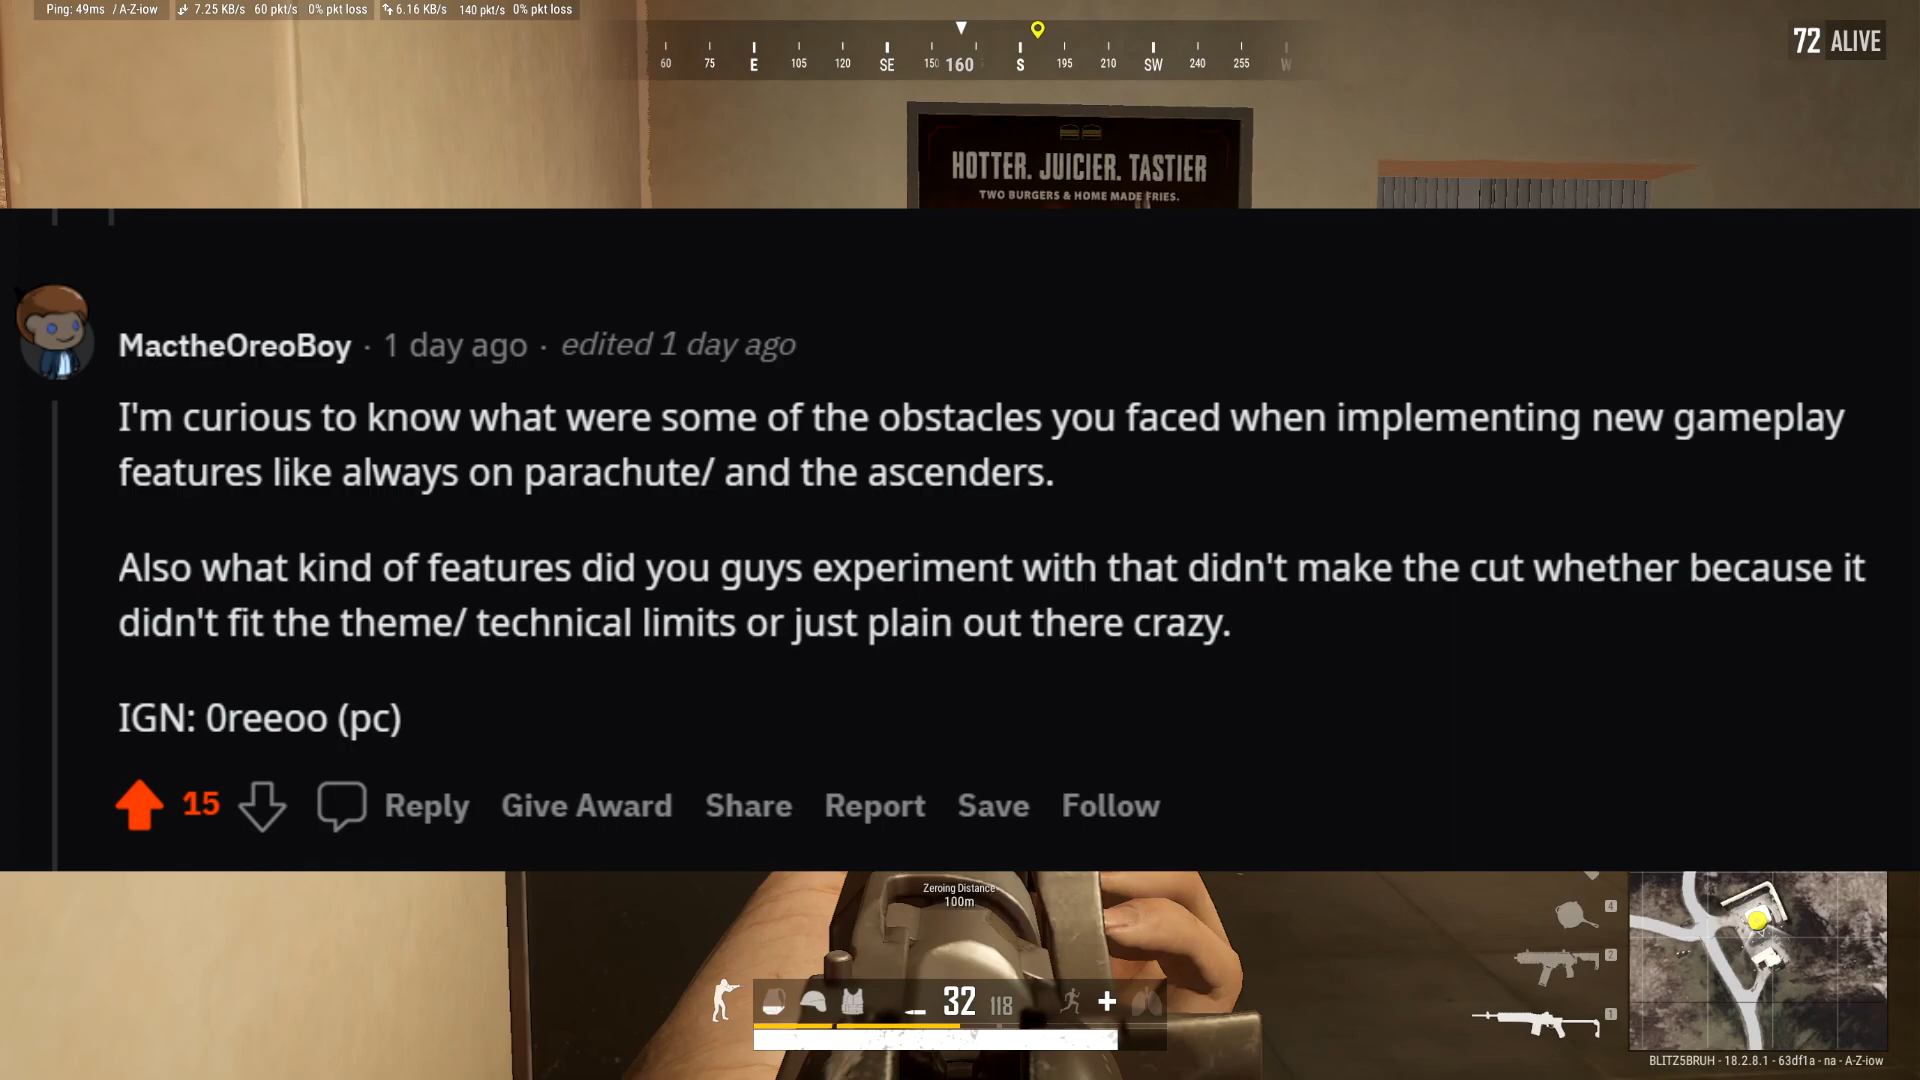 Ping: 49ms / A-Z-iow 7.25 KB/s 60 pkt/s 0% pkt loss 6.16 KB/s 140 pkt/s 0% pkt loss
72 ALIVE
60 75 E 105 120 SE 150 160 S 195 210 SW 240 255 W
HOTTER. JUICIER. TASTIER
TWO BURGERS & HOME MADE FRIES.
MactheOreoBoy · 1 day ago · edited 1 day ago
I'm curious to know what were some of the obstacles you faced when implementing new gameplay
features like always on parachute/ and the ascenders.
Also what kind of features did you guys experiment with that didn't make the cut whether because it
didn't fit the theme/ technical limits or just plain out there crazy.
IGN: 0reeoo (pc)
15 Reply Give Award Share Report Save Follow
Zeroing Distance
100m
4
2
1
32 118
BLITZ5BRUH - 18.2.8.1 - 63df1a - na - A-Z-iow